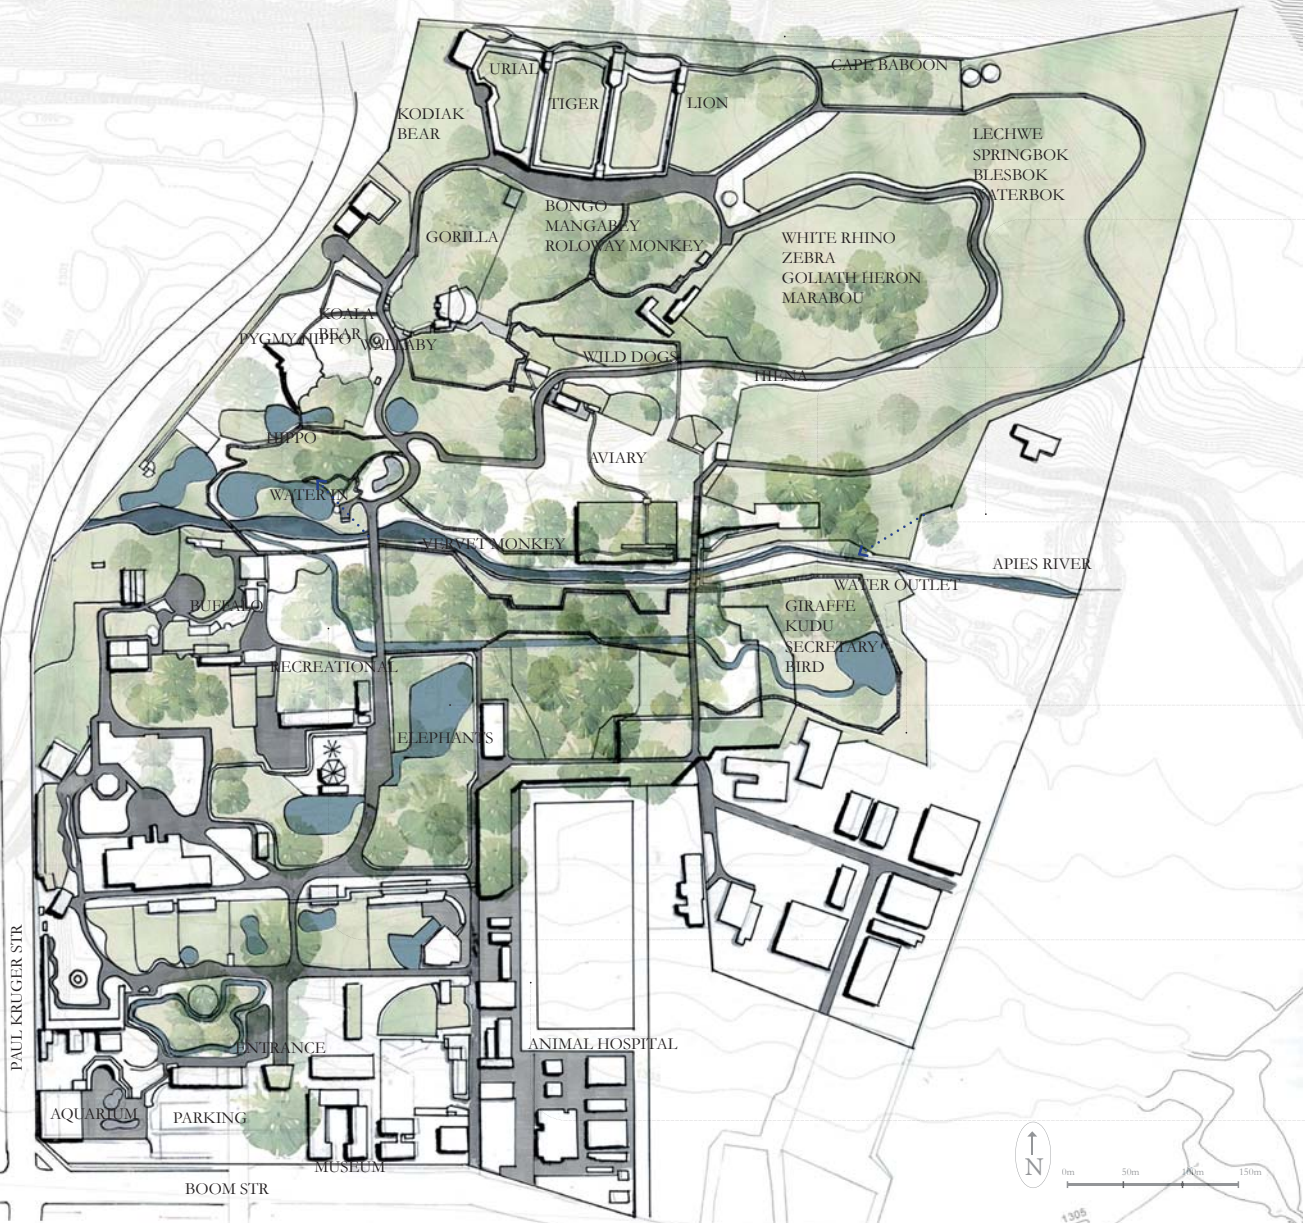 CAPE BABOON
URIAL
TIGER
LION
KODIAK
BEAR
LECHWE
SPRINGBOK
BLESBOK
WATERBOK
BONGO
MANGABEY
ROLOWAY MONKEY
GORILLA
WHITE RHINO
ZEBRA
GOLIATH HERON
MARABOU
KOALA
BEAR
PYGMY HIPPO
WALLABY
WILD DOGS
HIENA
HIPPO
AVIARY
WATER IN
VERVET MONKEY
APIES RIVER
WATER OUTLET
BUFFALO
GIRAFFE
KUDU
SECRETARY
BIRD
RECREATIONAL
ELEPHANTS
PAUL KRUGER STR
ENTRANCE
ANIMAL HOSPITAL
AQUARIUM
PARKING
MUSEUM
BOOM STR
N
0m 50m 100m 150m
1305